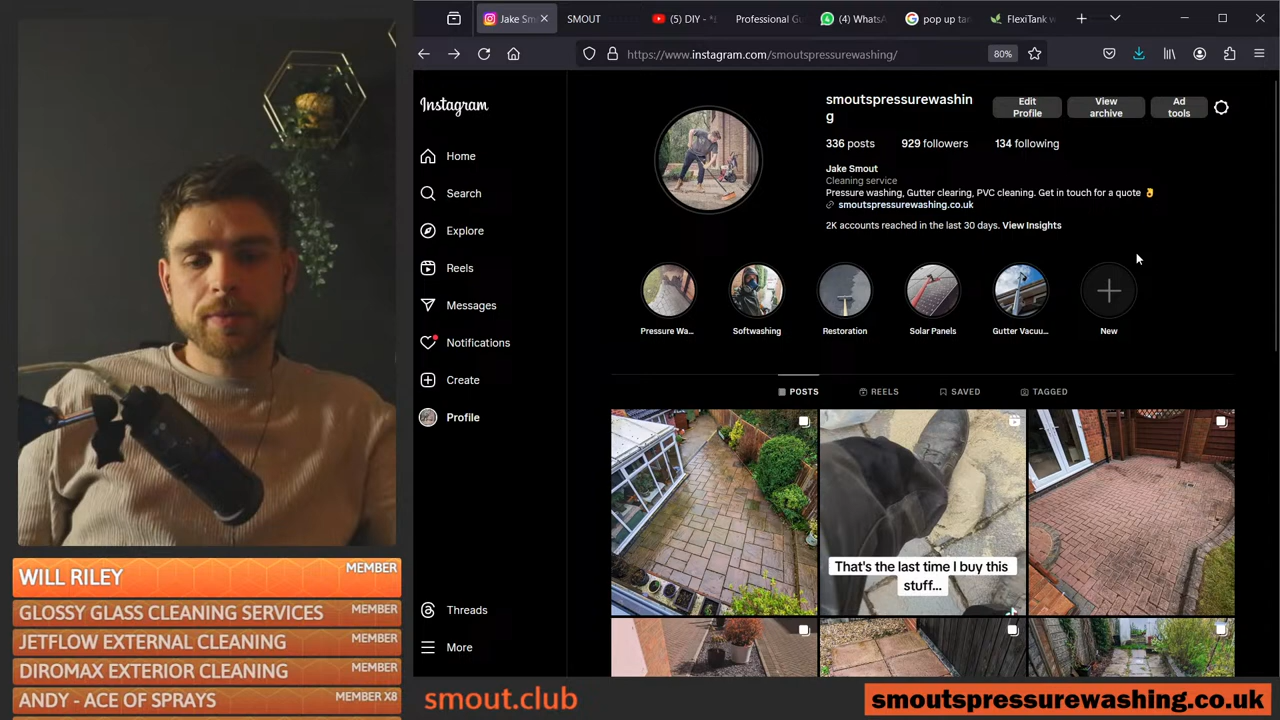 Jake Sm
SMOUT
(5) DIY -
Professional Gu
(4) WhatsA
pop up tan
FlexiTank
https://www.instagram.com/smoutspressurewashing/
80%
Instagram
Home
Search
Explore
Reels
Messages
Notifications
Create
Profile
Threads
More
smoutspressurewashin
g
Edit
Profile
View
archive
Ad
tools
336 posts
929 followers
134 following
Jake Smout
Cleaning service
Pressure washing, Gutter clearing, PVC cleaning. Get in touch for a quote 👌
smoutspressurewashing.co.uk
2K accounts reached in the last 30 days. View Insights
Pressure Wa...
Softwashing
Restoration
Solar Panels
Gutter Vacuu...
New
POSTS
REELS
SAVED
TAGGED
That's the last time I buy this
stuff...
WILL RILEY MEMBER
GLOSSY GLASS CLEANING SERVICES MEMBER
JETFLOW EXTERNAL CLEANING MEMBER
DIROMAX EXTERIOR CLEANING MEMBER
ANDY - ACE OF SPRAYS MEMBER X8
smout.club
smoutspressurewashing.co.uk